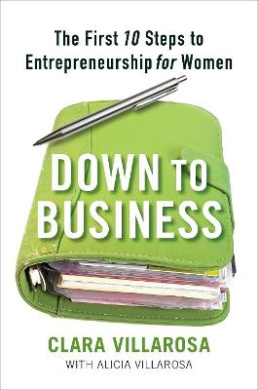 The First 10 Steps to
Entrepreneurship for Women
DOWN TO
BUSINESS
CLARA VILLAROSA
WITH ALICIA VILLAROSA